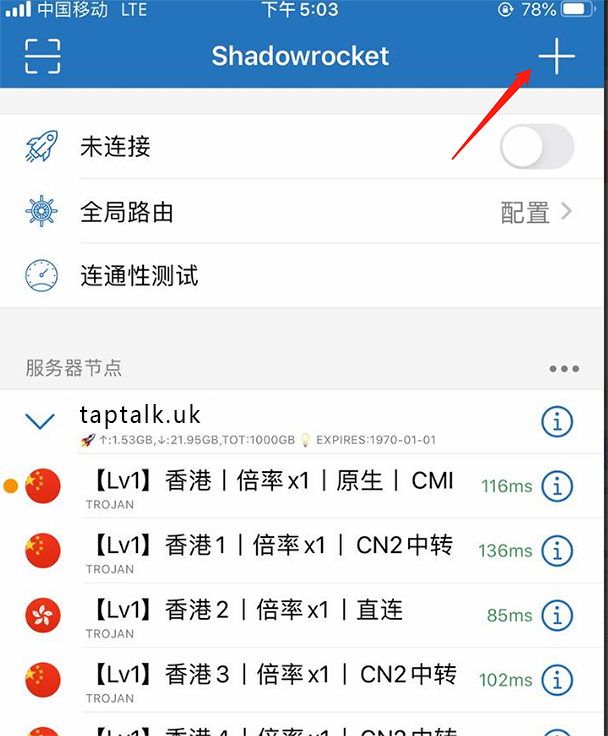 中国移动 LTE 下午5:03 78%
Shadowrocket
未连接
全局路由 配置
连通性测试
服务器节点
taptalk.uk
↑:1.53GB,↓:21.95GB,TOT:1000GB EXPIRES:1970-01-01
【Lv1】香港丨倍率x1丨原生丨 CMI 116ms
TROJAN
【Lv1】香港1丨倍率x1丨 CN2中转 136ms
TROJAN
【Lv1】香港2丨倍率x1丨直连 85ms
TROJAN
【Lv1】香港3丨倍率x1丨 CN2中转 102ms
TROJAN
【Lv1】香港4丨倍率x1丨 CN2中转